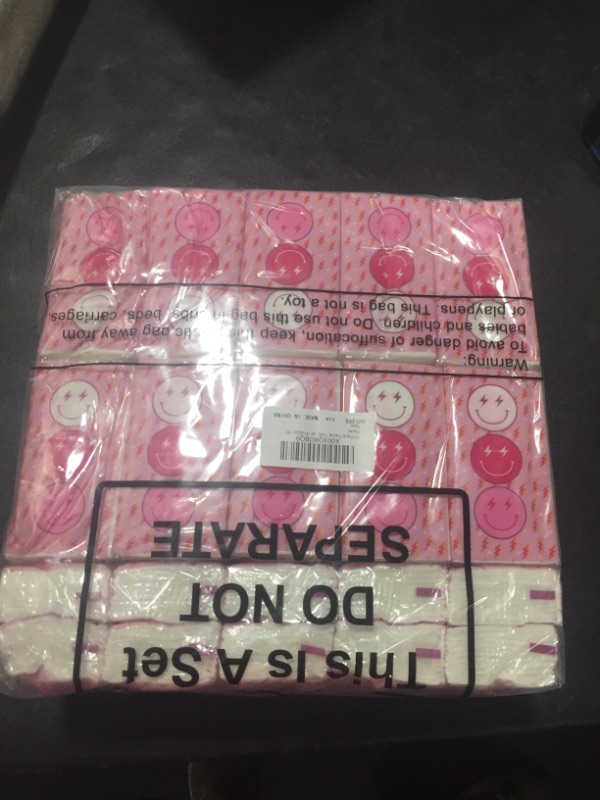 This Is A Set
DO NOT
SEPARATE
MADE IN CHINA
Warning:
To avoid danger of suffocation, keep this plastic bag away from
babies and children. Do not use this bag in cribs, beds, carriages,
or playpens. This bag is not a toy.